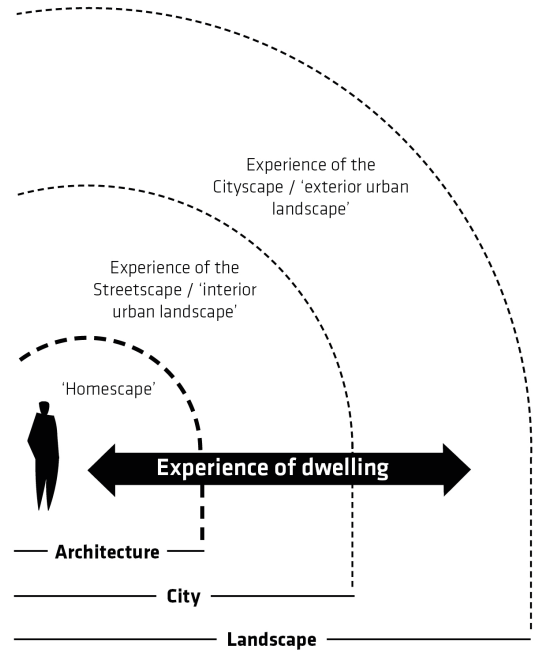 Experience of the
Cityscape / ‘exterior urban
landscape’
Experience of the
Streetscape / ‘interior
urban landscape’
‘Homescape’
Experience of dwelling
Architecture
City
Landscape